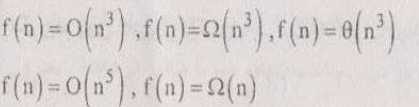 f(n)=O(n³) ,f(n)=Ω(n³) ,f(n)=θ(n³)
f(n)=O(n⁵) , f(n)=Ω(n)